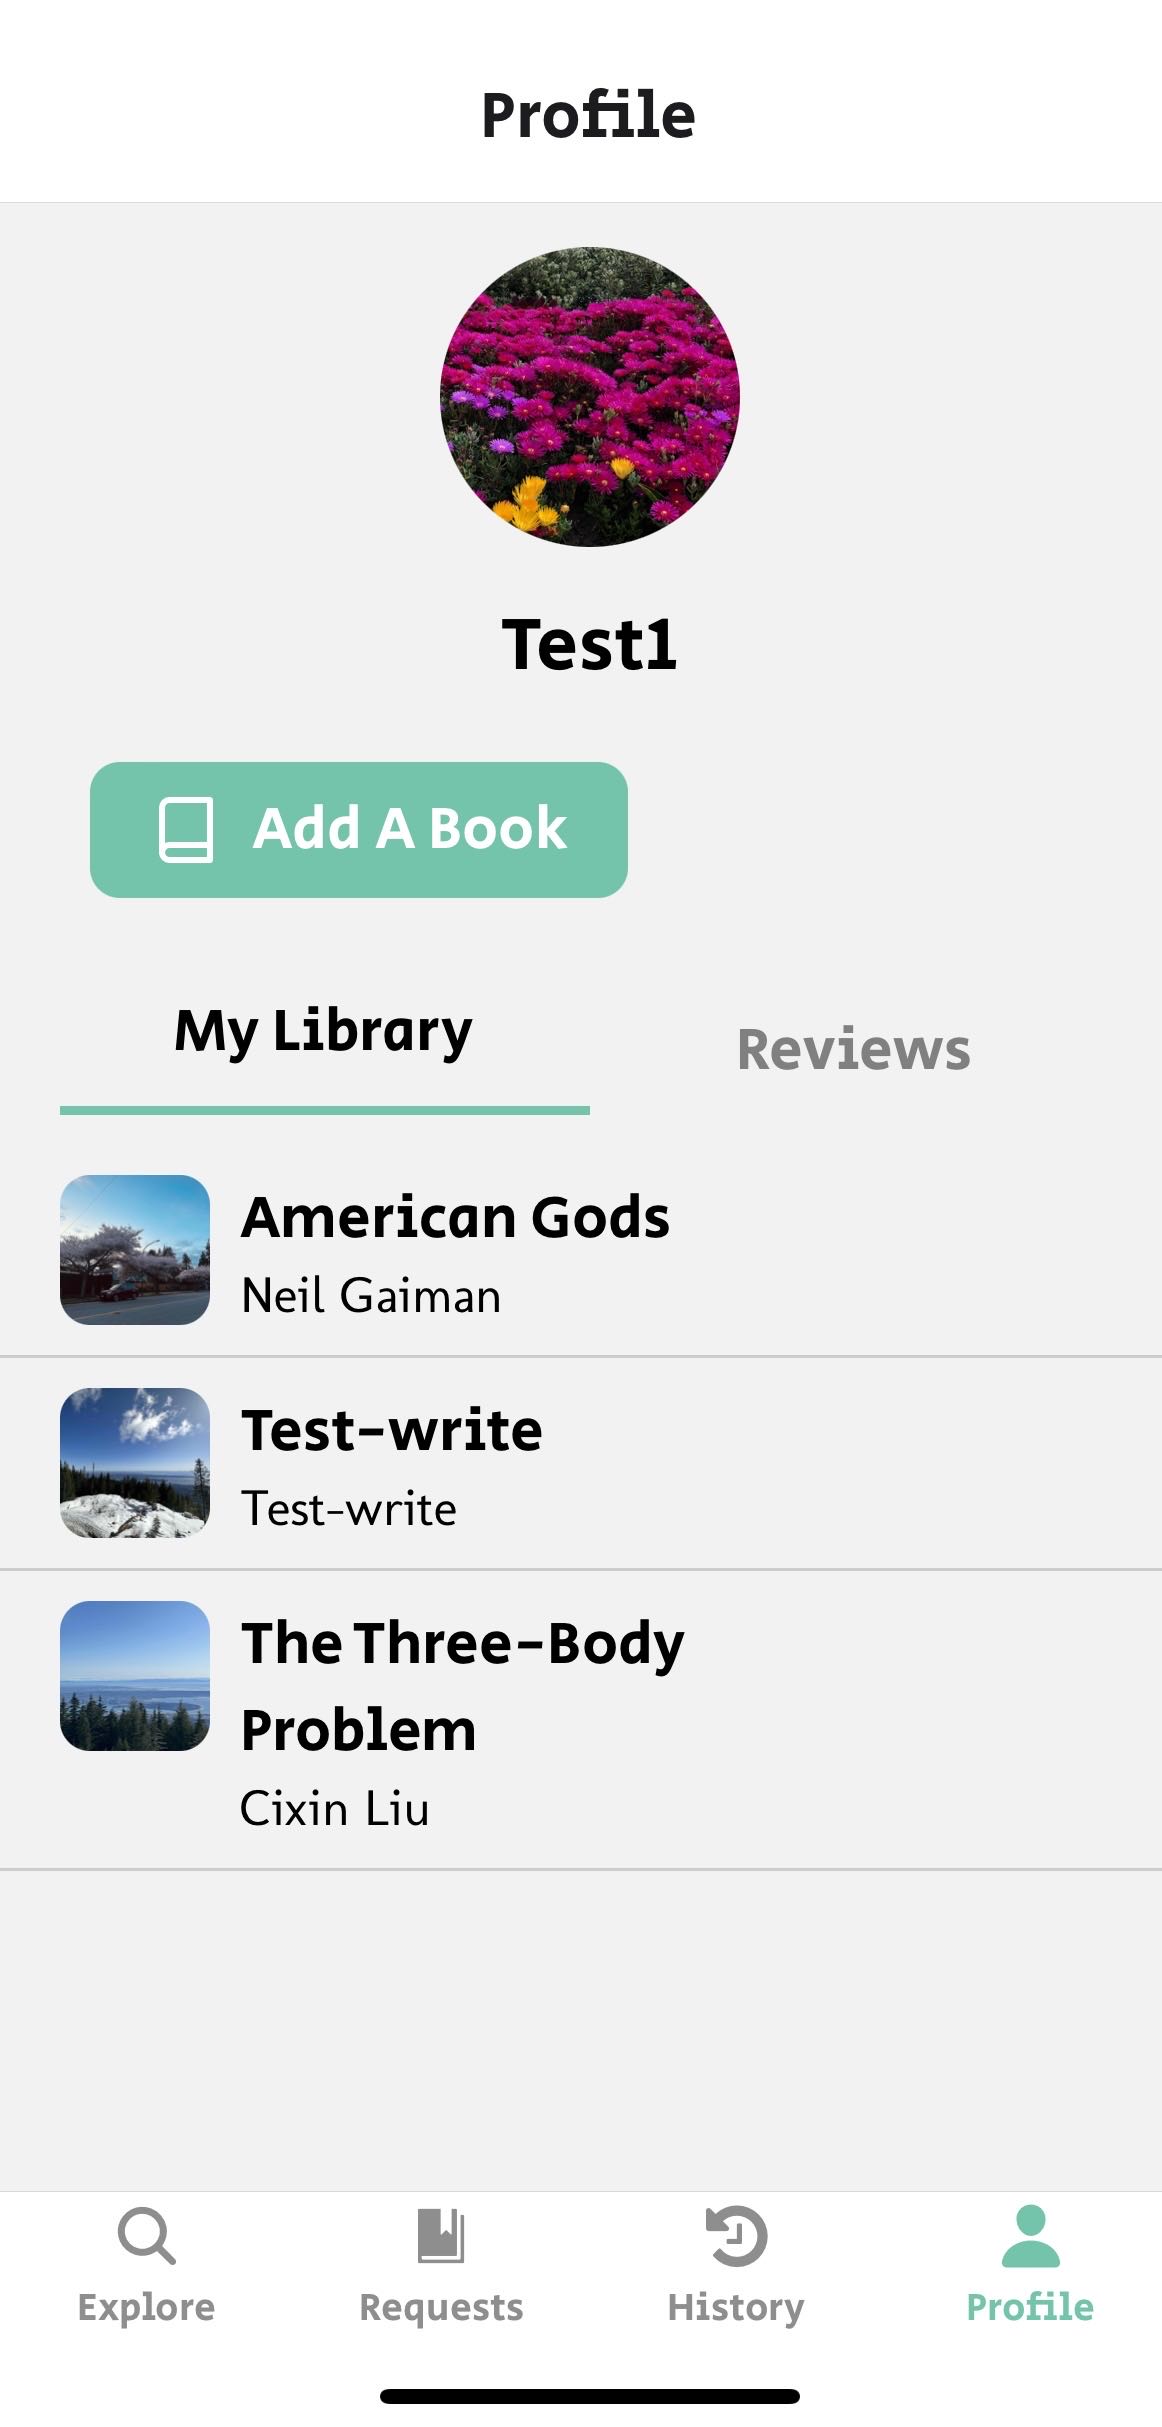 Profile
Test1
Add A Book
My Library
Reviews
American Gods
Neil Gaiman
Test-write
Test-write
The Three-Body
Problem
Cixin Liu
Explore
Requests
History
Profile